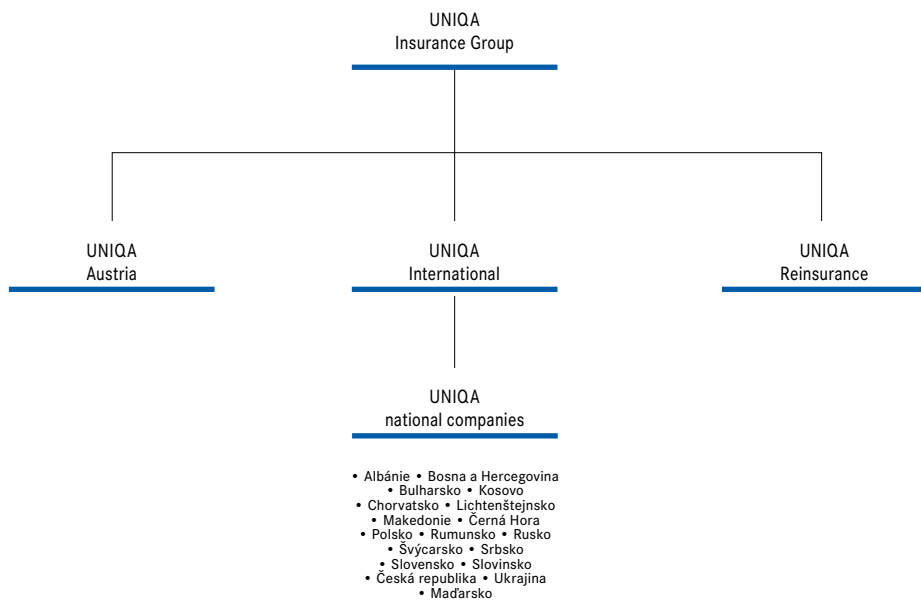 UNIQA
Insurance Group
UNIQA
Austria
UNIQA
International
UNIQA
Reinsurance
UNIQA
national companies
• Albánie • Bosna a Hercegovina
• Bulharsko • Kosovo
• Chorvatsko • Lichtenštejnsko
• Makedonie • Černá Hora
• Polsko • Rumunsko • Rusko
• Švýcarsko • Srbsko
• Slovensko • Slovinsko
• Česká republika • Ukrajina
• Maďarsko